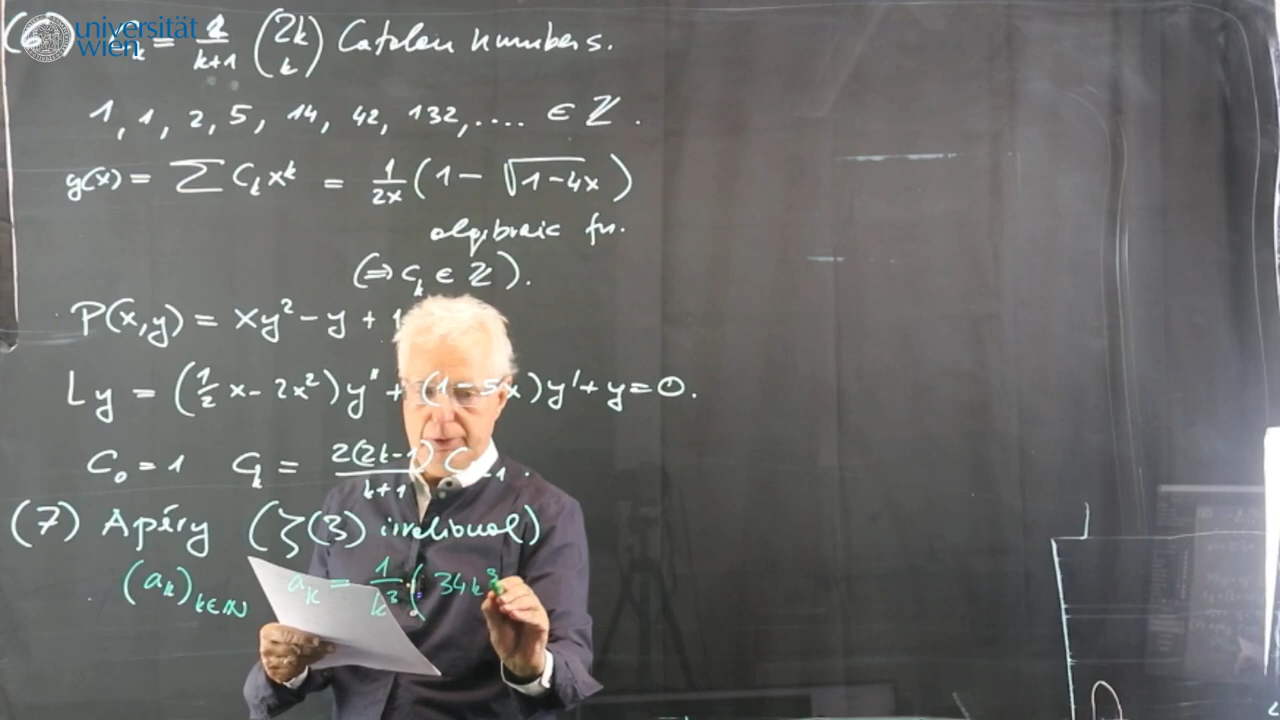 universität
wien
(6) C_k = 1/(k+1) (2k k) Catalan numbers.
1, 1, 2, 5, 14, 42, 132, .... ∈ ℤ.
g(x) = ∑ C_k x^k = 1/(2x) (1 - √(1-4x))
algebraic fn.
(⇒ C_k ∈ ℤ).
P(x,y) = xy² - y + 1
Ly = (1/2 x - 2x²) y'' + (1-5x) y' + y = 0.
C_0 = 1 C_k = 2(2k-1)/(k+1) C_{k-1}.
(7) Apéry (ζ(3) irrational)
(a_k)_{k∈ℕ} a_k = 1/k³ ( 34k³